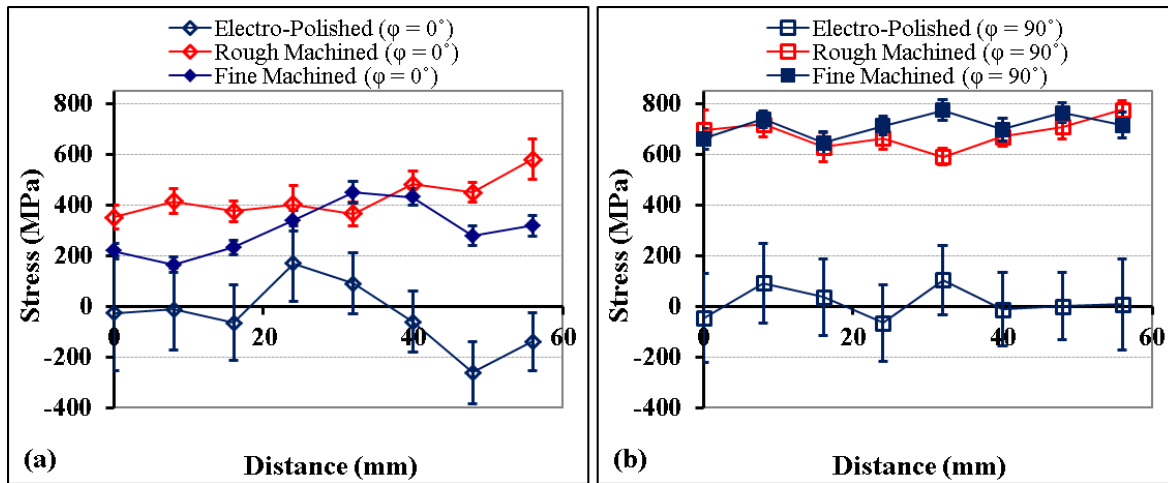 Electro-Polished (φ = 0˚)
Rough Machined (φ = 0˚)
Fine Machined (φ = 0˚)
800
600
400
200
0
-200
-400
0
20
40
60
Stress (MPa)
Distance (mm)
(a)
Electro-Polished (φ = 90˚)
Rough Machined (φ = 90˚)
Fine Machined (φ = 90˚)
800
600
400
200
0
-200
-400
0
20
40
60
Stress (MPa)
Distance (mm)
(b)